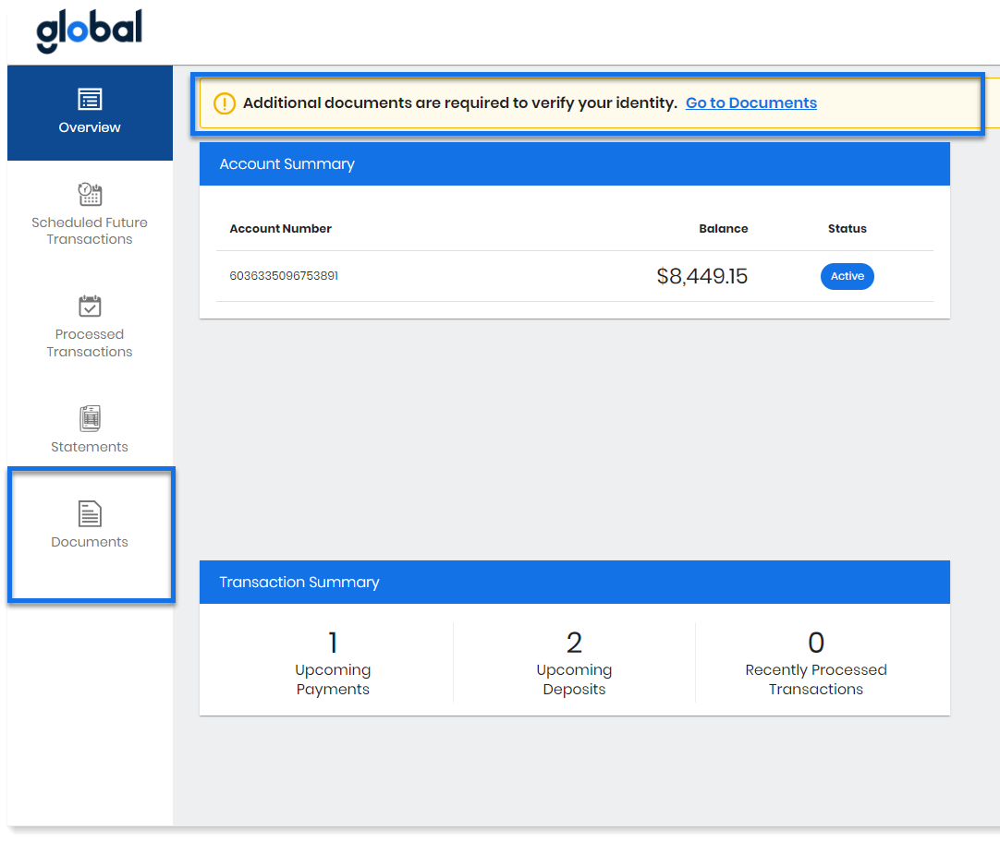 global
Overview
Scheduled Future
Transactions
Processed
Transactions
Statements
Documents
Additional documents are required to verify your identity. Go to Documents
Account Summary
Account Number Balance Status
6036335096753891 $8,449.15 Active
Transaction Summary
1 2 0
Upcoming Upcoming Recently Processed
Payments Deposits Transactions